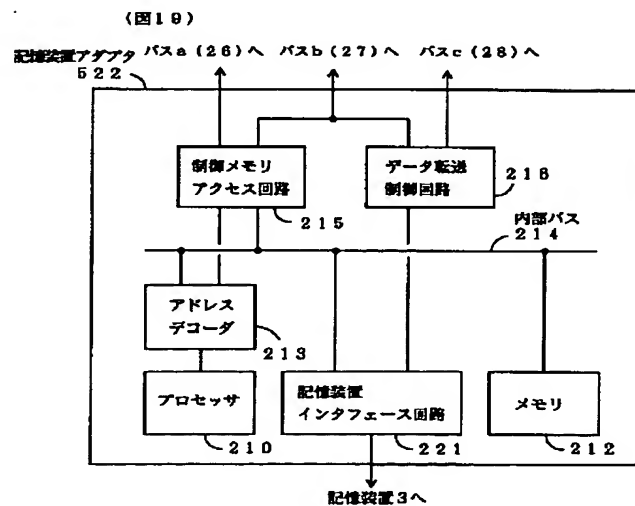 (図19)
バスa(26)へ バスb(27)へ バスc(28)へ
記憶装置アダプタ
522
制御メモリ
アクセス回路
215
データ転送
制御回路
216
内部バス
214
アドレス
デコーダ
213
プロセッサ
210
記憶装置
インタフェース回路
221
メモリ
212
記憶装置3へ